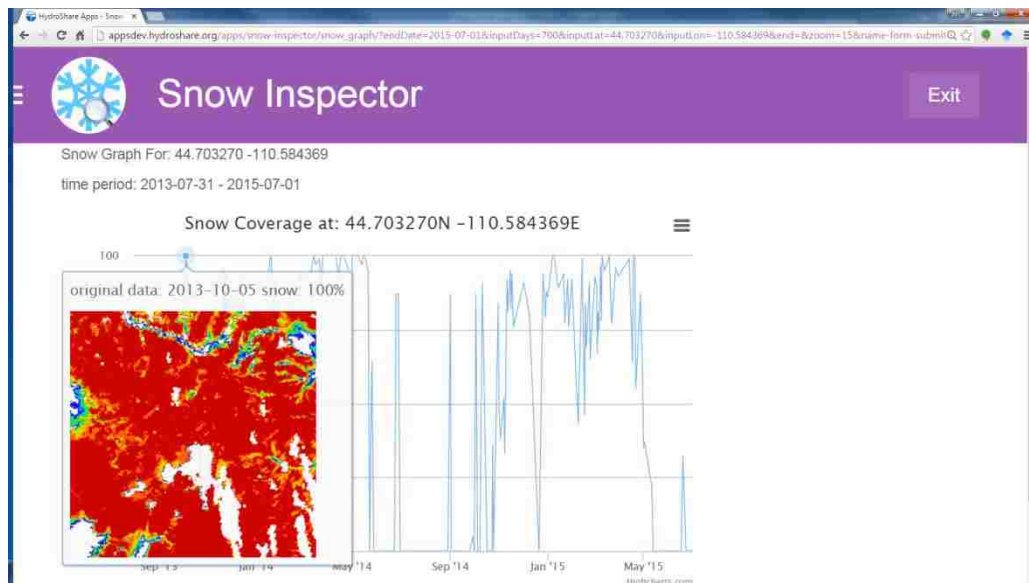 HydroShare Apps - Snow
appsdev.hydroshare.org/apps/snow-inspector/snow_graph/?endDate=2015-07-01&inputDays=700&inputLat=44.703270&inputLon=-110.584369&end=&zoom=15&name-form-submit
Snow Inspector
Exit
Snow Graph For: 44.703270 -110.584369
time period: 2013-07-31 - 2015-07-01
Snow Coverage at: 44.703270N -110.584369E
100
original data: 2013-10-05 snow: 100%
Sep '13 Jan '14 May '14 Sep '14 Jan '15 May '15
Highcharts.com